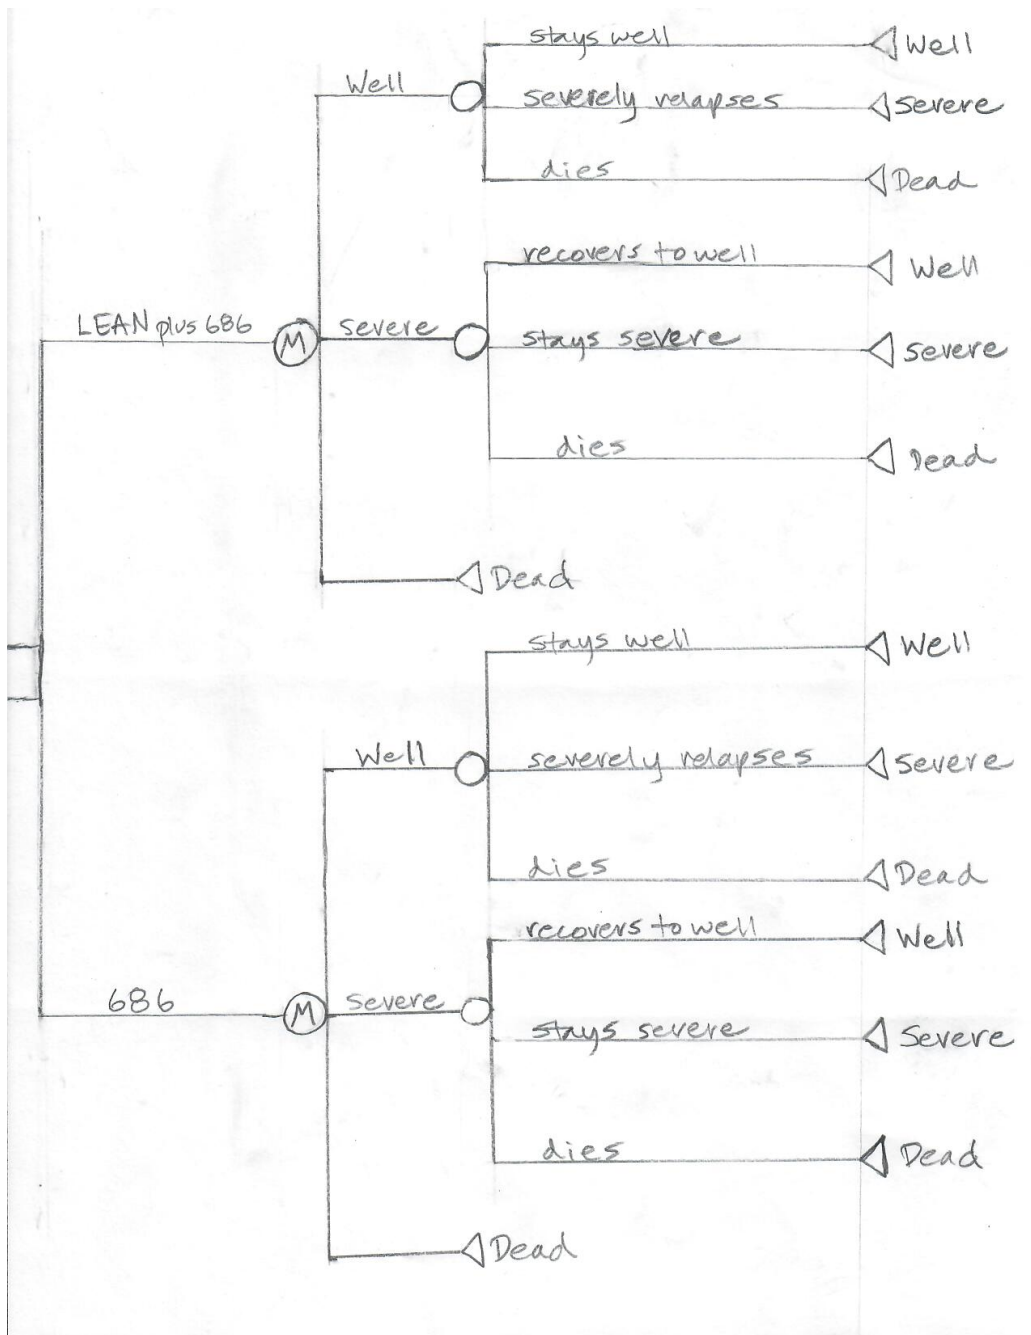 stays well
Well
Well
severely relapses
Severe
dies
Dead
recovers to well
Well
LEAN plus 686
M
severe
stays severe
Severe
dies
Dead
Dead
stays well
Well
Well
severely relapses
Severe
dies
Dead
recovers to well
Well
686
M
Severe
stays severe
Severe
dies
Dead
Dead